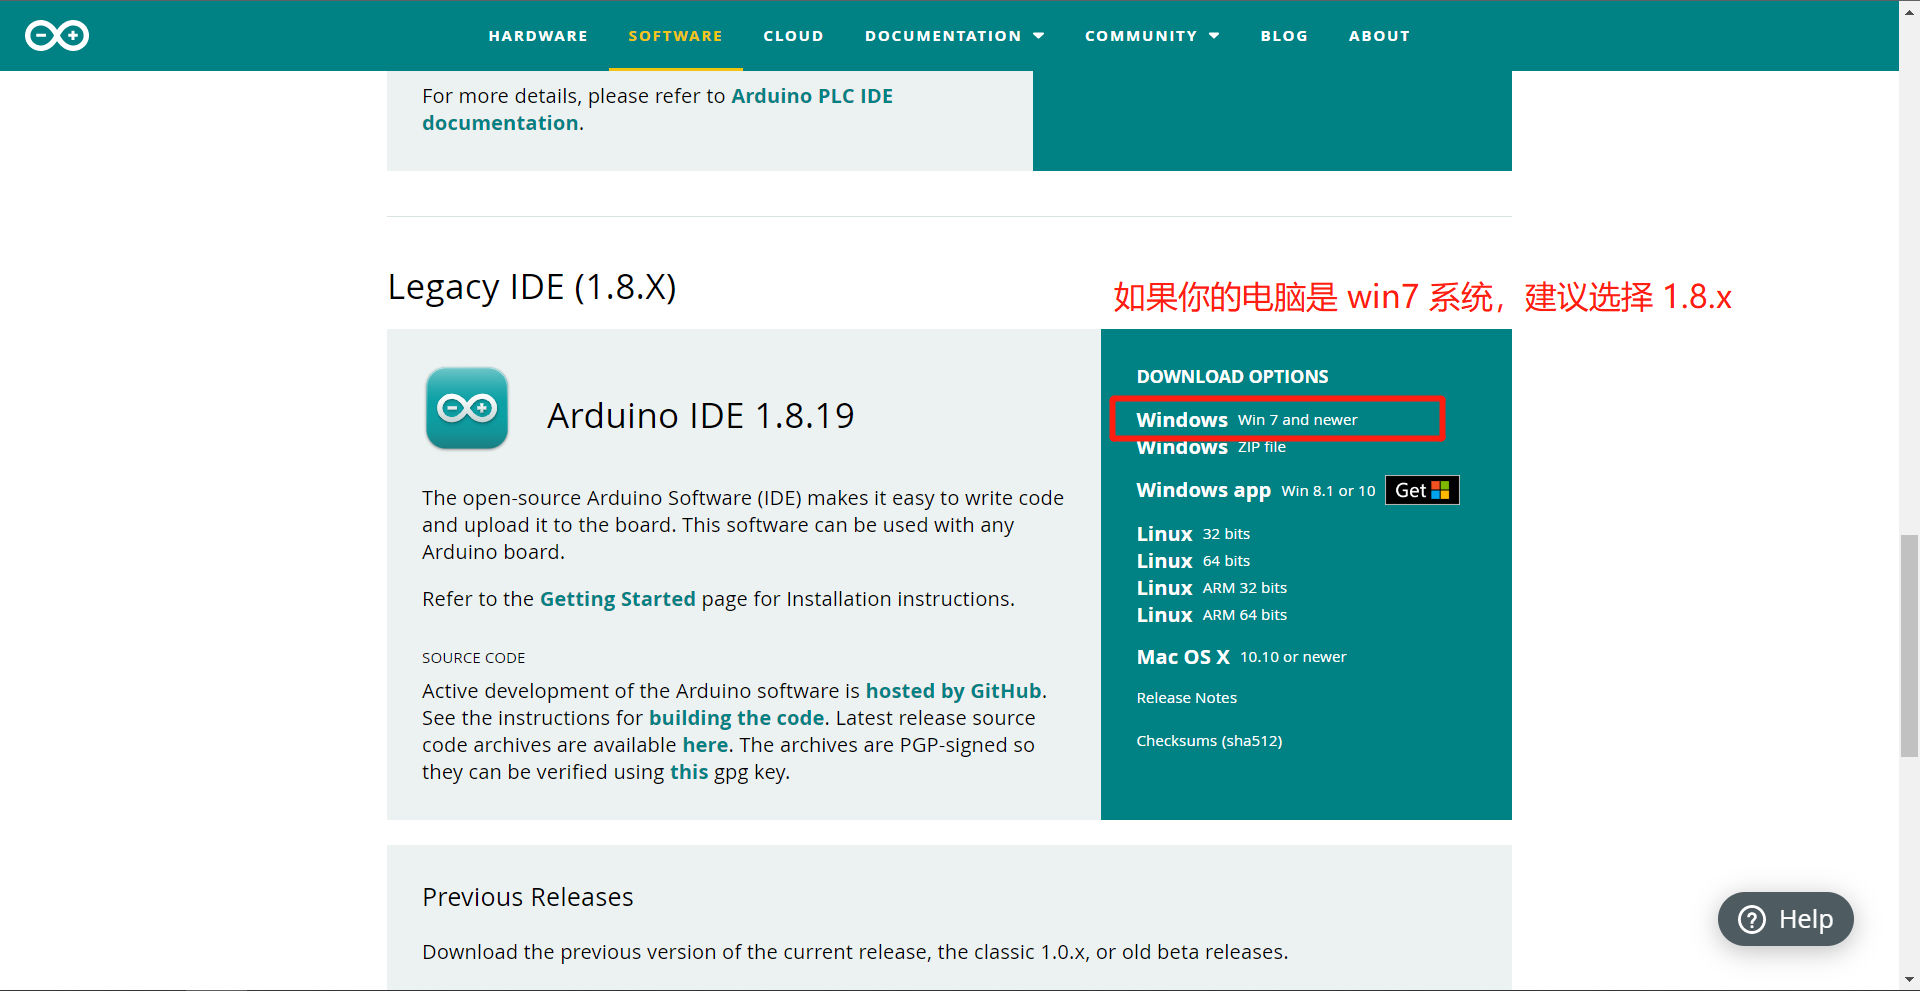 HARDWARE SOFTWARE CLOUD DOCUMENTATION COMMUNITY BLOG ABOUT
For more details, please refer to Arduino PLC IDE
documentation.
Legacy IDE (1.8.X)
如果你的电脑是 win7 系统，建议选择 1.8.x
Arduino IDE 1.8.19
The open-source Arduino Software (IDE) makes it easy to write code
and upload it to the board. This software can be used with any
Arduino board.
Refer to the Getting Started page for Installation instructions.
SOURCE CODE
Active development of the Arduino software is hosted by GitHub.
See the instructions for building the code. Latest release source
code archives are available here. The archives are PGP-signed so
they can be verified using this gpg key.
DOWNLOAD OPTIONS
Windows Win 7 and newer
Windows ZIP file
Windows app Win 8.1 or 10 Get
Linux 32 bits
Linux 64 bits
Linux ARM 32 bits
Linux ARM 64 bits
Mac OS X 10.10 or newer
Release Notes
Checksums (sha512)
Previous Releases
Download the previous version of the current release, the classic 1.0.x, or old beta releases.
Help